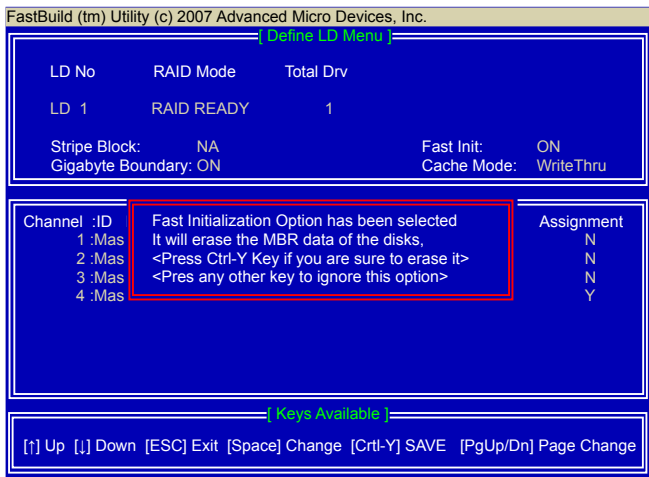 FastBuild (tm) Utility (c) 2007 Advanced Micro Devices, Inc.
[ Define LD Menu ]
LD No RAID Mode Total Drv
LD 1 RAID READY 1
Stripe Block: NA Fast Init: ON
Gigabyte Boundary: ON Cache Mode: WriteThru
Channel :ID Assignment
1 :Mas N
2 :Mas N
3 :Mas N
4 :Mas Y
Fast Initialization Option has been selected
It will erase the MBR data of the disks,
<Press Ctrl-Y Key if you are sure to erase it>
<Pres any other key to ignore this option>
[ Keys Available ]
[↑] Up [↓] Down [ESC] Exit [Space] Change [Crtl-Y] SAVE [PgUp/Dn] Page Change